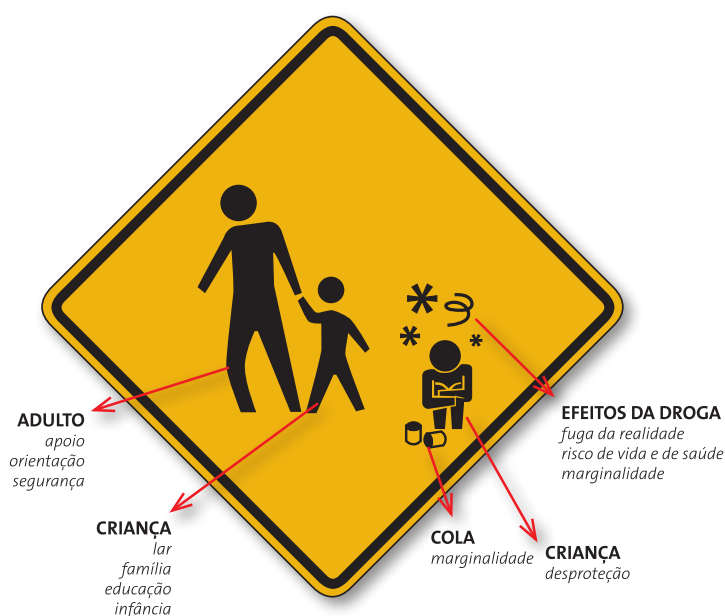 ADULTO
apoio
orientação
segurança
CRIANÇA
lar
família
educação
infância
COLA
marginalidade
CRIANÇA
desproteção
EFEITOS DA DROGA
fuga da realidade
risco de vida e de saúde
marginalidade